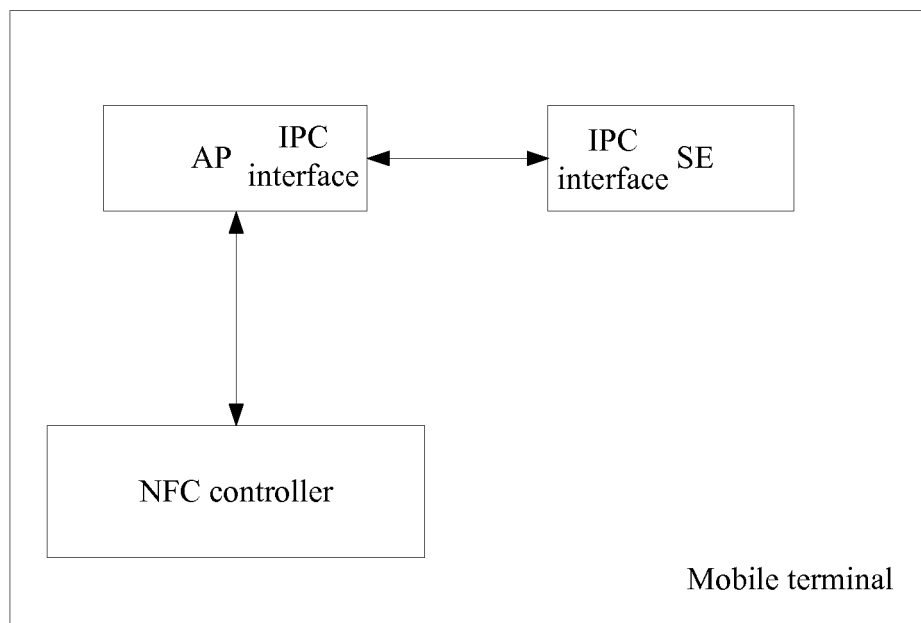 AP
IPC
interface
IPC
interface
SE
NFC controller
Mobile terminal